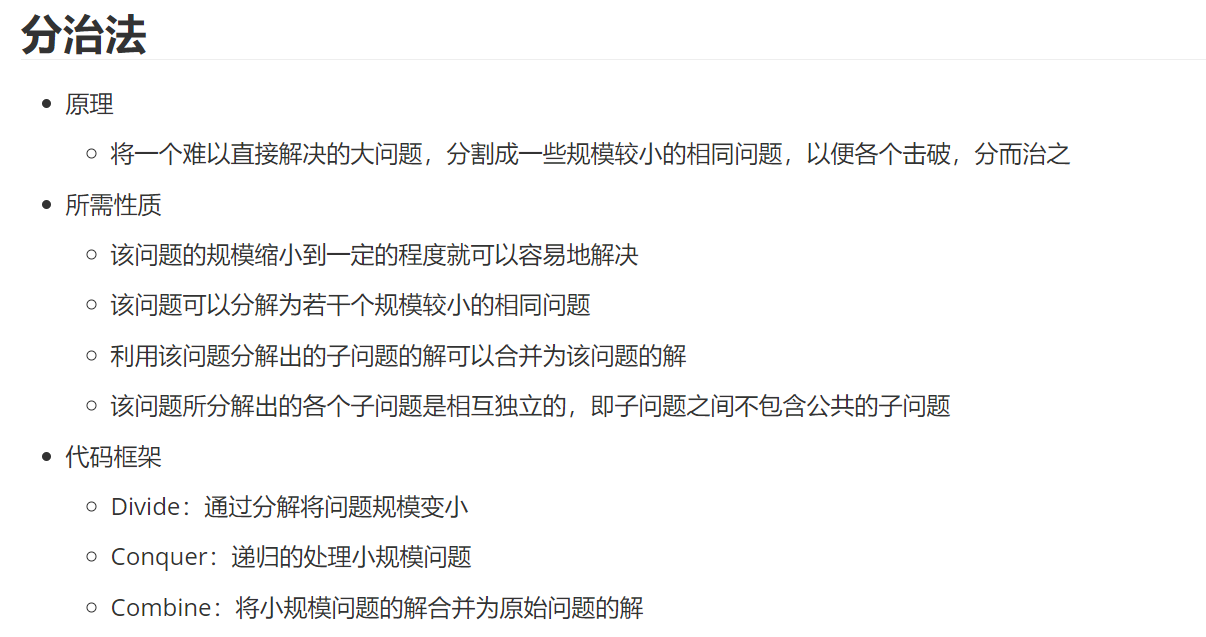 分治法
原理
将一个难以直接解决的大问题，分割成一些规模较小的相同问题，以便各个击破，分而治之
所需性质
该问题的规模缩小到一定的程度就可以容易地解决
该问题可以分解为若干个规模较小的相同问题
利用该问题分解出的子问题的解可以合并为该问题的解
该问题所分解出的各个子问题是相互独立的，即子问题之间不包含公共的子问题
代码框架
Divide：通过分解将问题规模变小
Conquer：递归的处理小规模问题
Combine：将小规模问题的解合并为原始问题的解